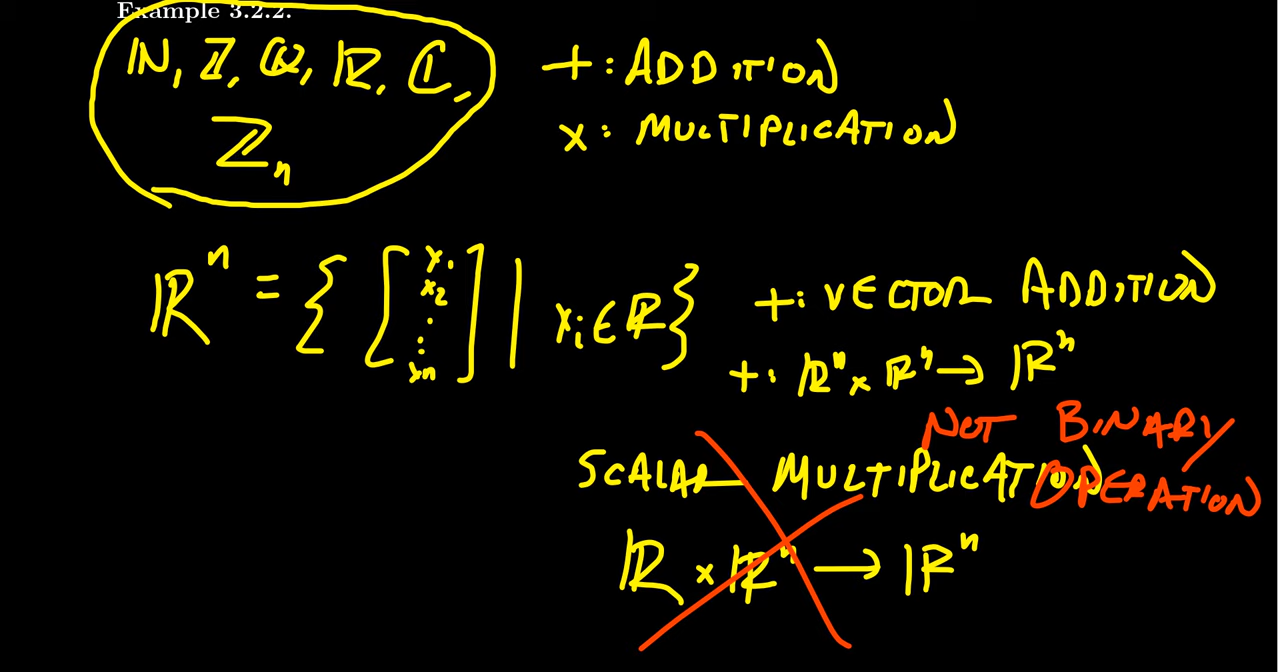 Example 3.2.2.
ℕ, ℤ, ℚ, ℝ, ℂ,
ℤₙ
+: ADDITION
x: MULTIPLICATION
ℝⁿ = { [ x₁ x₂ ⋮ xₙ ] | xᵢ ∈ ℝ }
+: VECTOR ADDITION
+: ℝⁿ × ℝⁿ → ℝⁿ
NOT BINARY
OPERATION
SCALAR MULTIPLICATION
ℝ × ℝⁿ → ℝⁿ